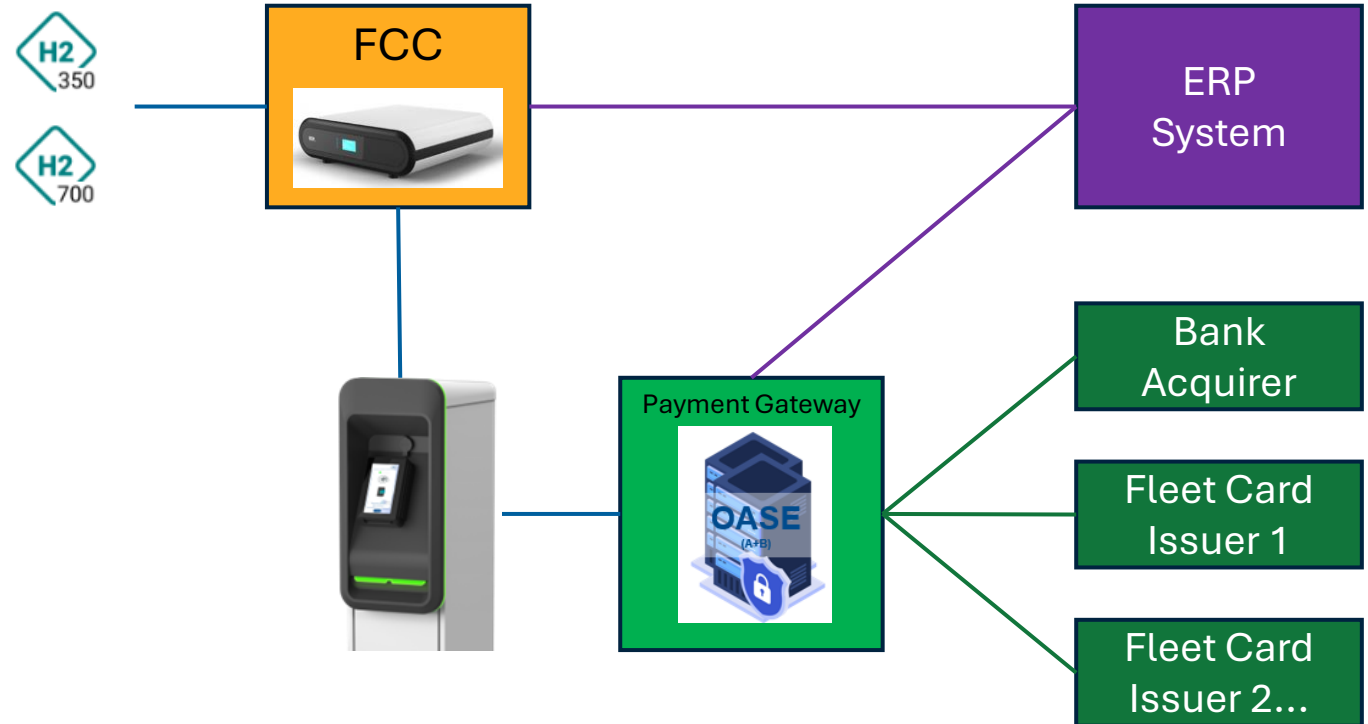 H2
350
H2
700
FCC
ERP
System
Payment Gateway
OASE
(A+B)
Bank
Acquirer
Fleet Card
Issuer 1
Fleet Card
Issuer 2...